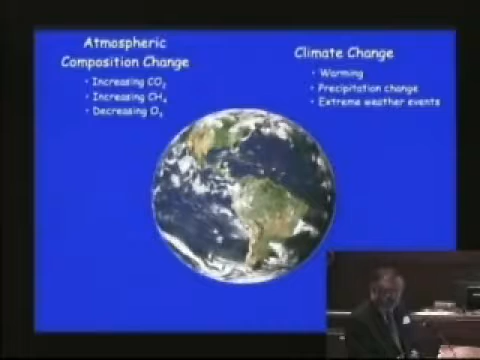 Atmospheric
Composition Change
• Increasing CO₂
• Increasing CH₄
• Decreasing O₃
Climate Change
• Warming
• Precipitation change
• Extreme weather events